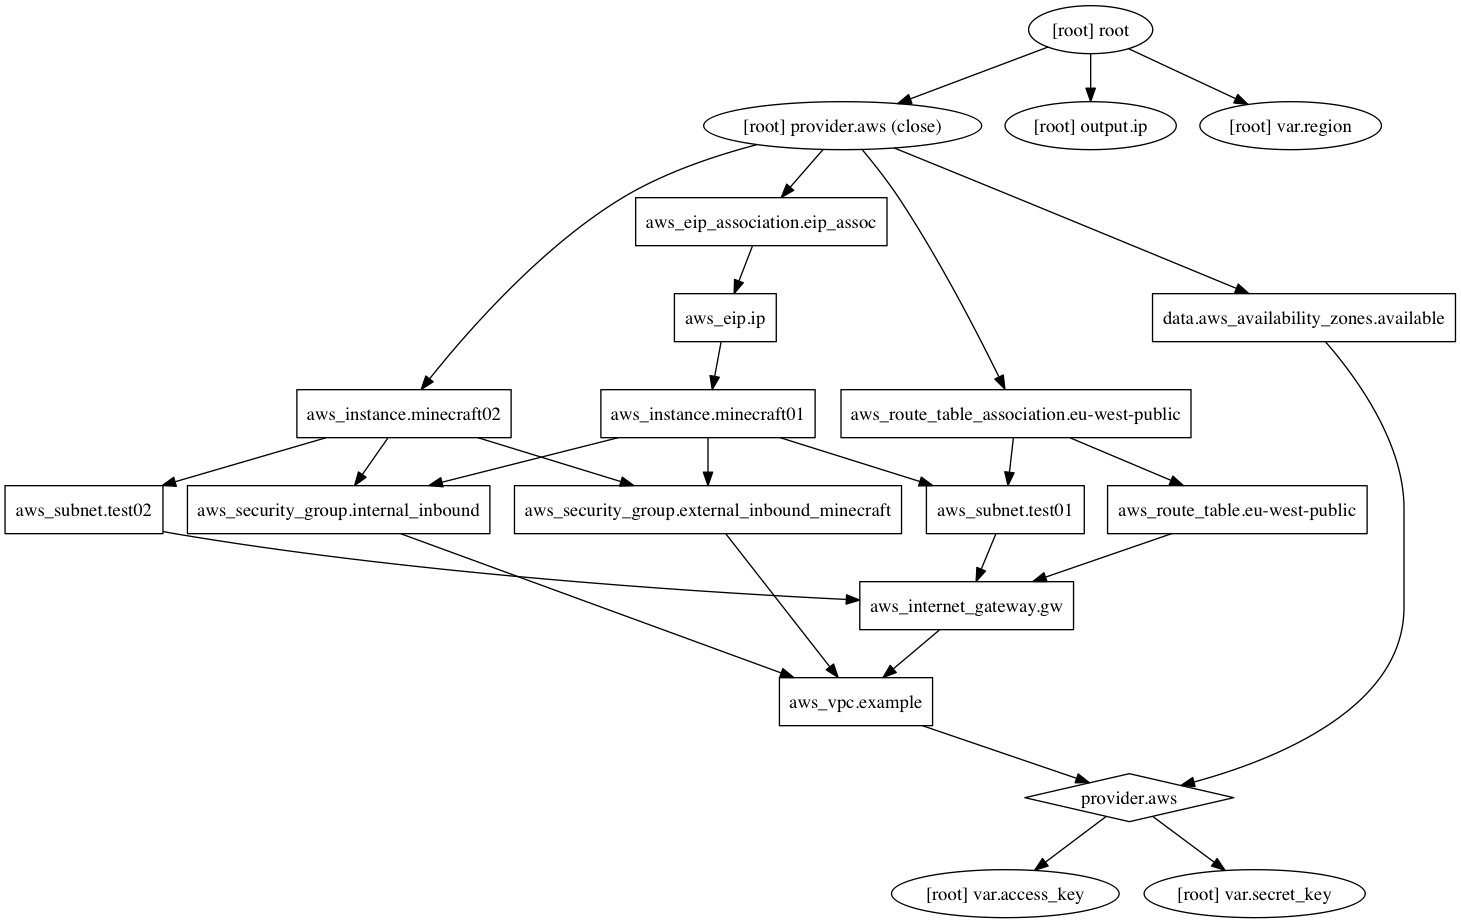 [root] root
[root] provider.aws (close)
[root] output.ip
[root] var.region
aws_eip_association.eip_assoc
aws_eip.ip
data.aws_availability_zones.available
aws_instance.minecraft02
aws_instance.minecraft01
aws_route_table_association.eu-west-public
aws_subnet.test02
aws_security_group.internal_inbound
aws_security_group.external_inbound_minecraft
aws_subnet.test01
aws_route_table.eu-west-public
aws_internet_gateway.gw
aws_vpc.example
provider.aws
[root] var.access_key
[root] var.secret_key